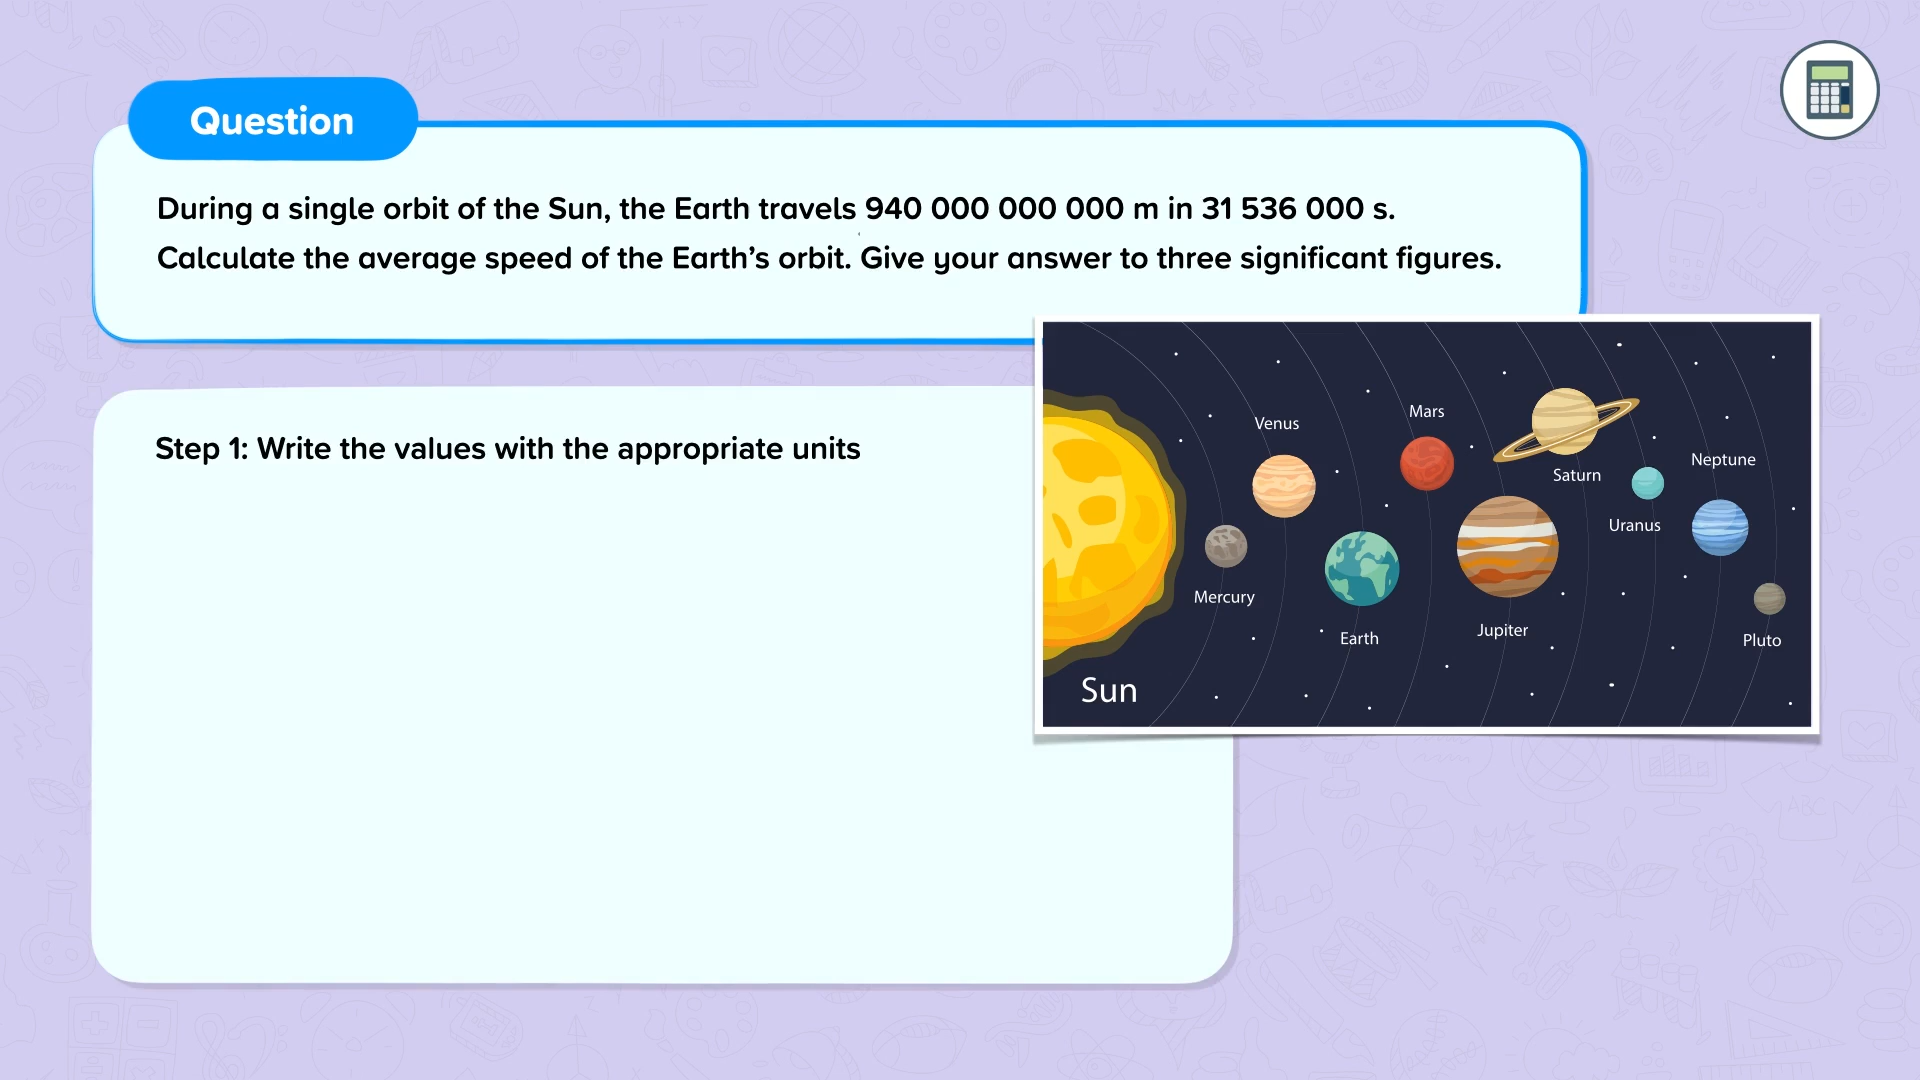 Question
During a single orbit of the Sun, the Earth travels 940 000 000 000 m in 31 536 000 s.
Calculate the average speed of the Earth’s orbit. Give your answer to three significant figures.
Step 1: Write the values with the appropriate units
Venus
Mars
Saturn
Neptune
Uranus
Mercury
Earth
Jupiter
Pluto
Sun